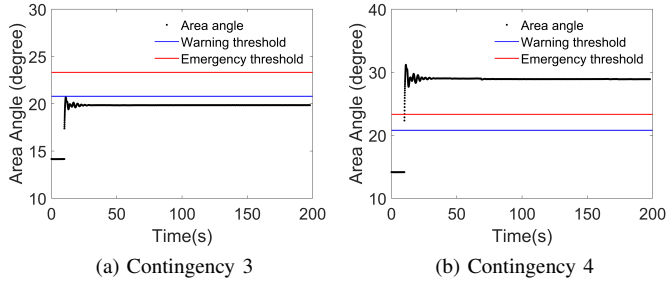 30
25
20
15
10
Area Angle (degree)
Area angle
Warning threshold
Emergency threshold
0
50
100
150
200
Time(s)
(a) Contingency 3
40
30
20
10
Area Angle (degree)
Area angle
Warning threshold
Emergency threshold
0
50
100
150
200
Time(s)
(b) Contingency 4